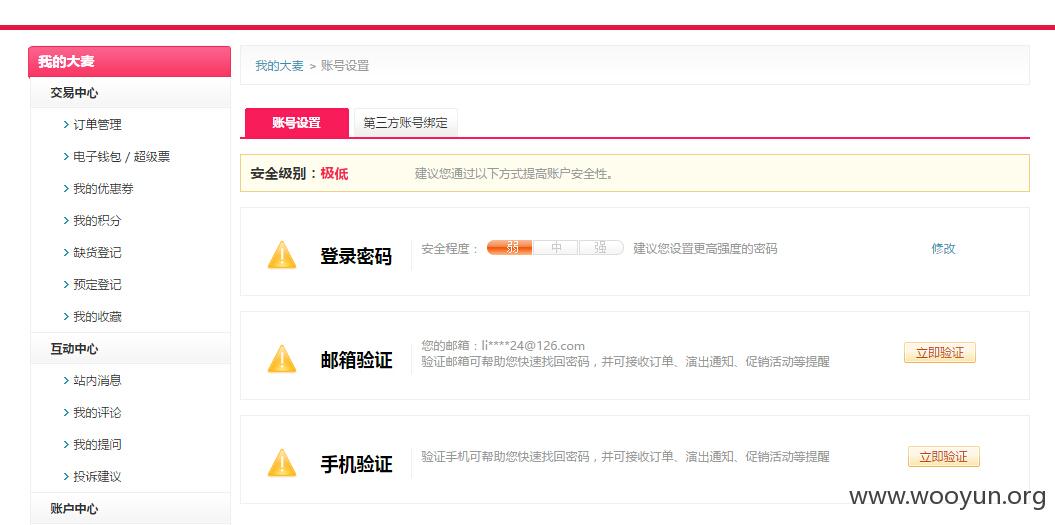 我的大麦
我的大麦 > 账号设置
交易中心
订单管理
电子钱包 / 超级票
我的优惠券
我的积分
缺货登记
预定登记
我的收藏
互动中心
站内消息
我的评论
我的提问
投诉建议
账户中心
账号设置
第三方账号绑定
安全级别：极低
建议您通过以下方式提高账户安全性。
登录密码
安全程度：
弱 中 强
建议您设置更高强度的密码
修改
邮箱验证
您的邮箱：li****24@126.com
验证邮箱可帮助您快速找回密码，并可接收订单、演出通知、促销活动等提醒
立即验证
手机验证
验证手机可帮助您快速找回密码，并可接收订单、演出通知、促销活动等提醒
立即验证
www.wooyun.org